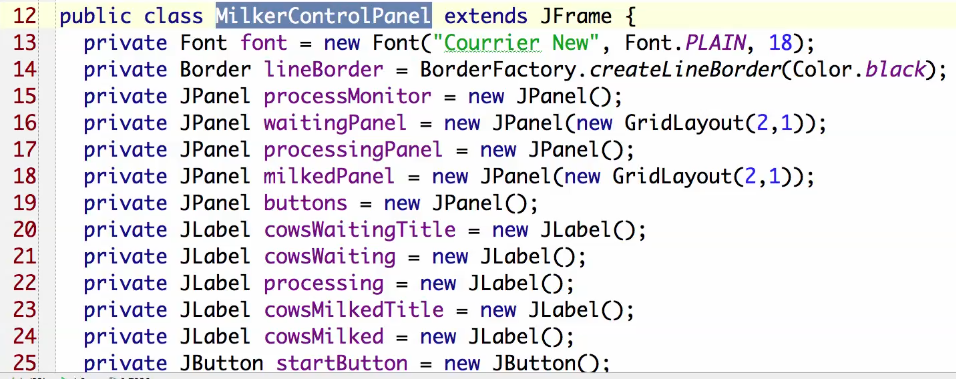 12 public class MilkerControlPanel extends JFrame {
13 private Font font = new Font("Courrier New", Font.PLAIN, 18);
14 private Border lineBorder = BorderFactory.createLineBorder(Color.black);
15 private JPanel processMonitor = new JPanel();
16 private JPanel waitingPanel = new JPanel(new GridLayout(2,1));
17 private JPanel processingPanel = new JPanel();
18 private JPanel milkedPanel = new JPanel(new GridLayout(2,1));
19 private JPanel buttons = new JPanel();
20 private JLabel cowsWaitingTitle = new JLabel();
21 private JLabel cowsWaiting = new JLabel();
22 private JLabel processing = new JLabel();
23 private JLabel cowsMilkedTitle = new JLabel();
24 private JLabel cowsMilked = new JLabel();
25 private JButton startButton = new JButton();